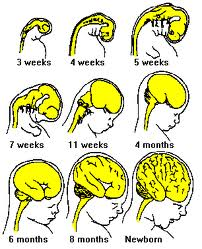 3 weeks 4 weeks 5 weeks
7 weeks 11 weeks 4 months
6 months 8 months Newborn